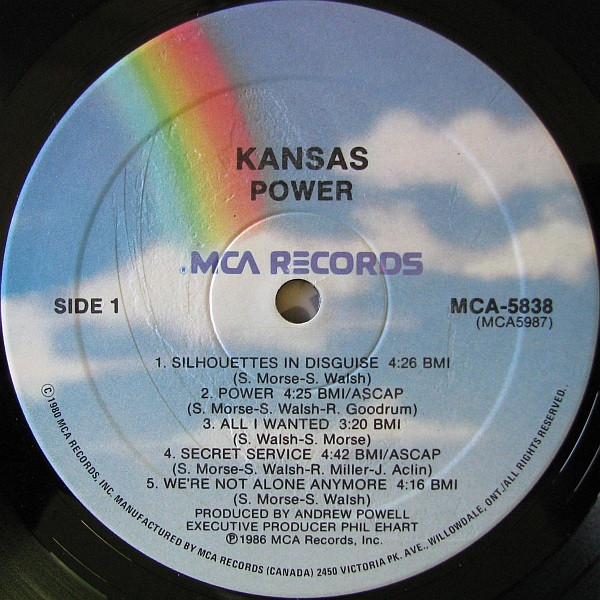 KANSAS
POWER
MCA RECORDS
SIDE 1
MCA-5838
(MCA5987)
1. SILHOUETTES IN DISGUISE 4:26 BMI
(S. Morse-S. Walsh)
2. POWER 4:25 BMI/ASCAP
(S. Morse-S. Walsh-R. Goodrum)
3. ALL I WANTED 3:20 BMI
(S. Walsh-S. Morse)
4. SECRET SERVICE 4:42 BMI/ASCAP
(S. Morse-S. Walsh-R. Miller-J. Aclin)
5. WE'RE NOT ALONE ANYMORE 4:16 BMI
(S. Morse-S. Walsh)
PRODUCED BY ANDREW POWELL
EXECUTIVE PRODUCER PHIL EHART
Ⓟ1986 MCA Records, Inc.
©1980 MCA RECORDS, INC. MANUFACTURED BY MCA RECORDS (CANADA) 2450 VICTORIA PK. AVE., WILLOWDALE, ONT./ALL RIGHTS RESERVED.